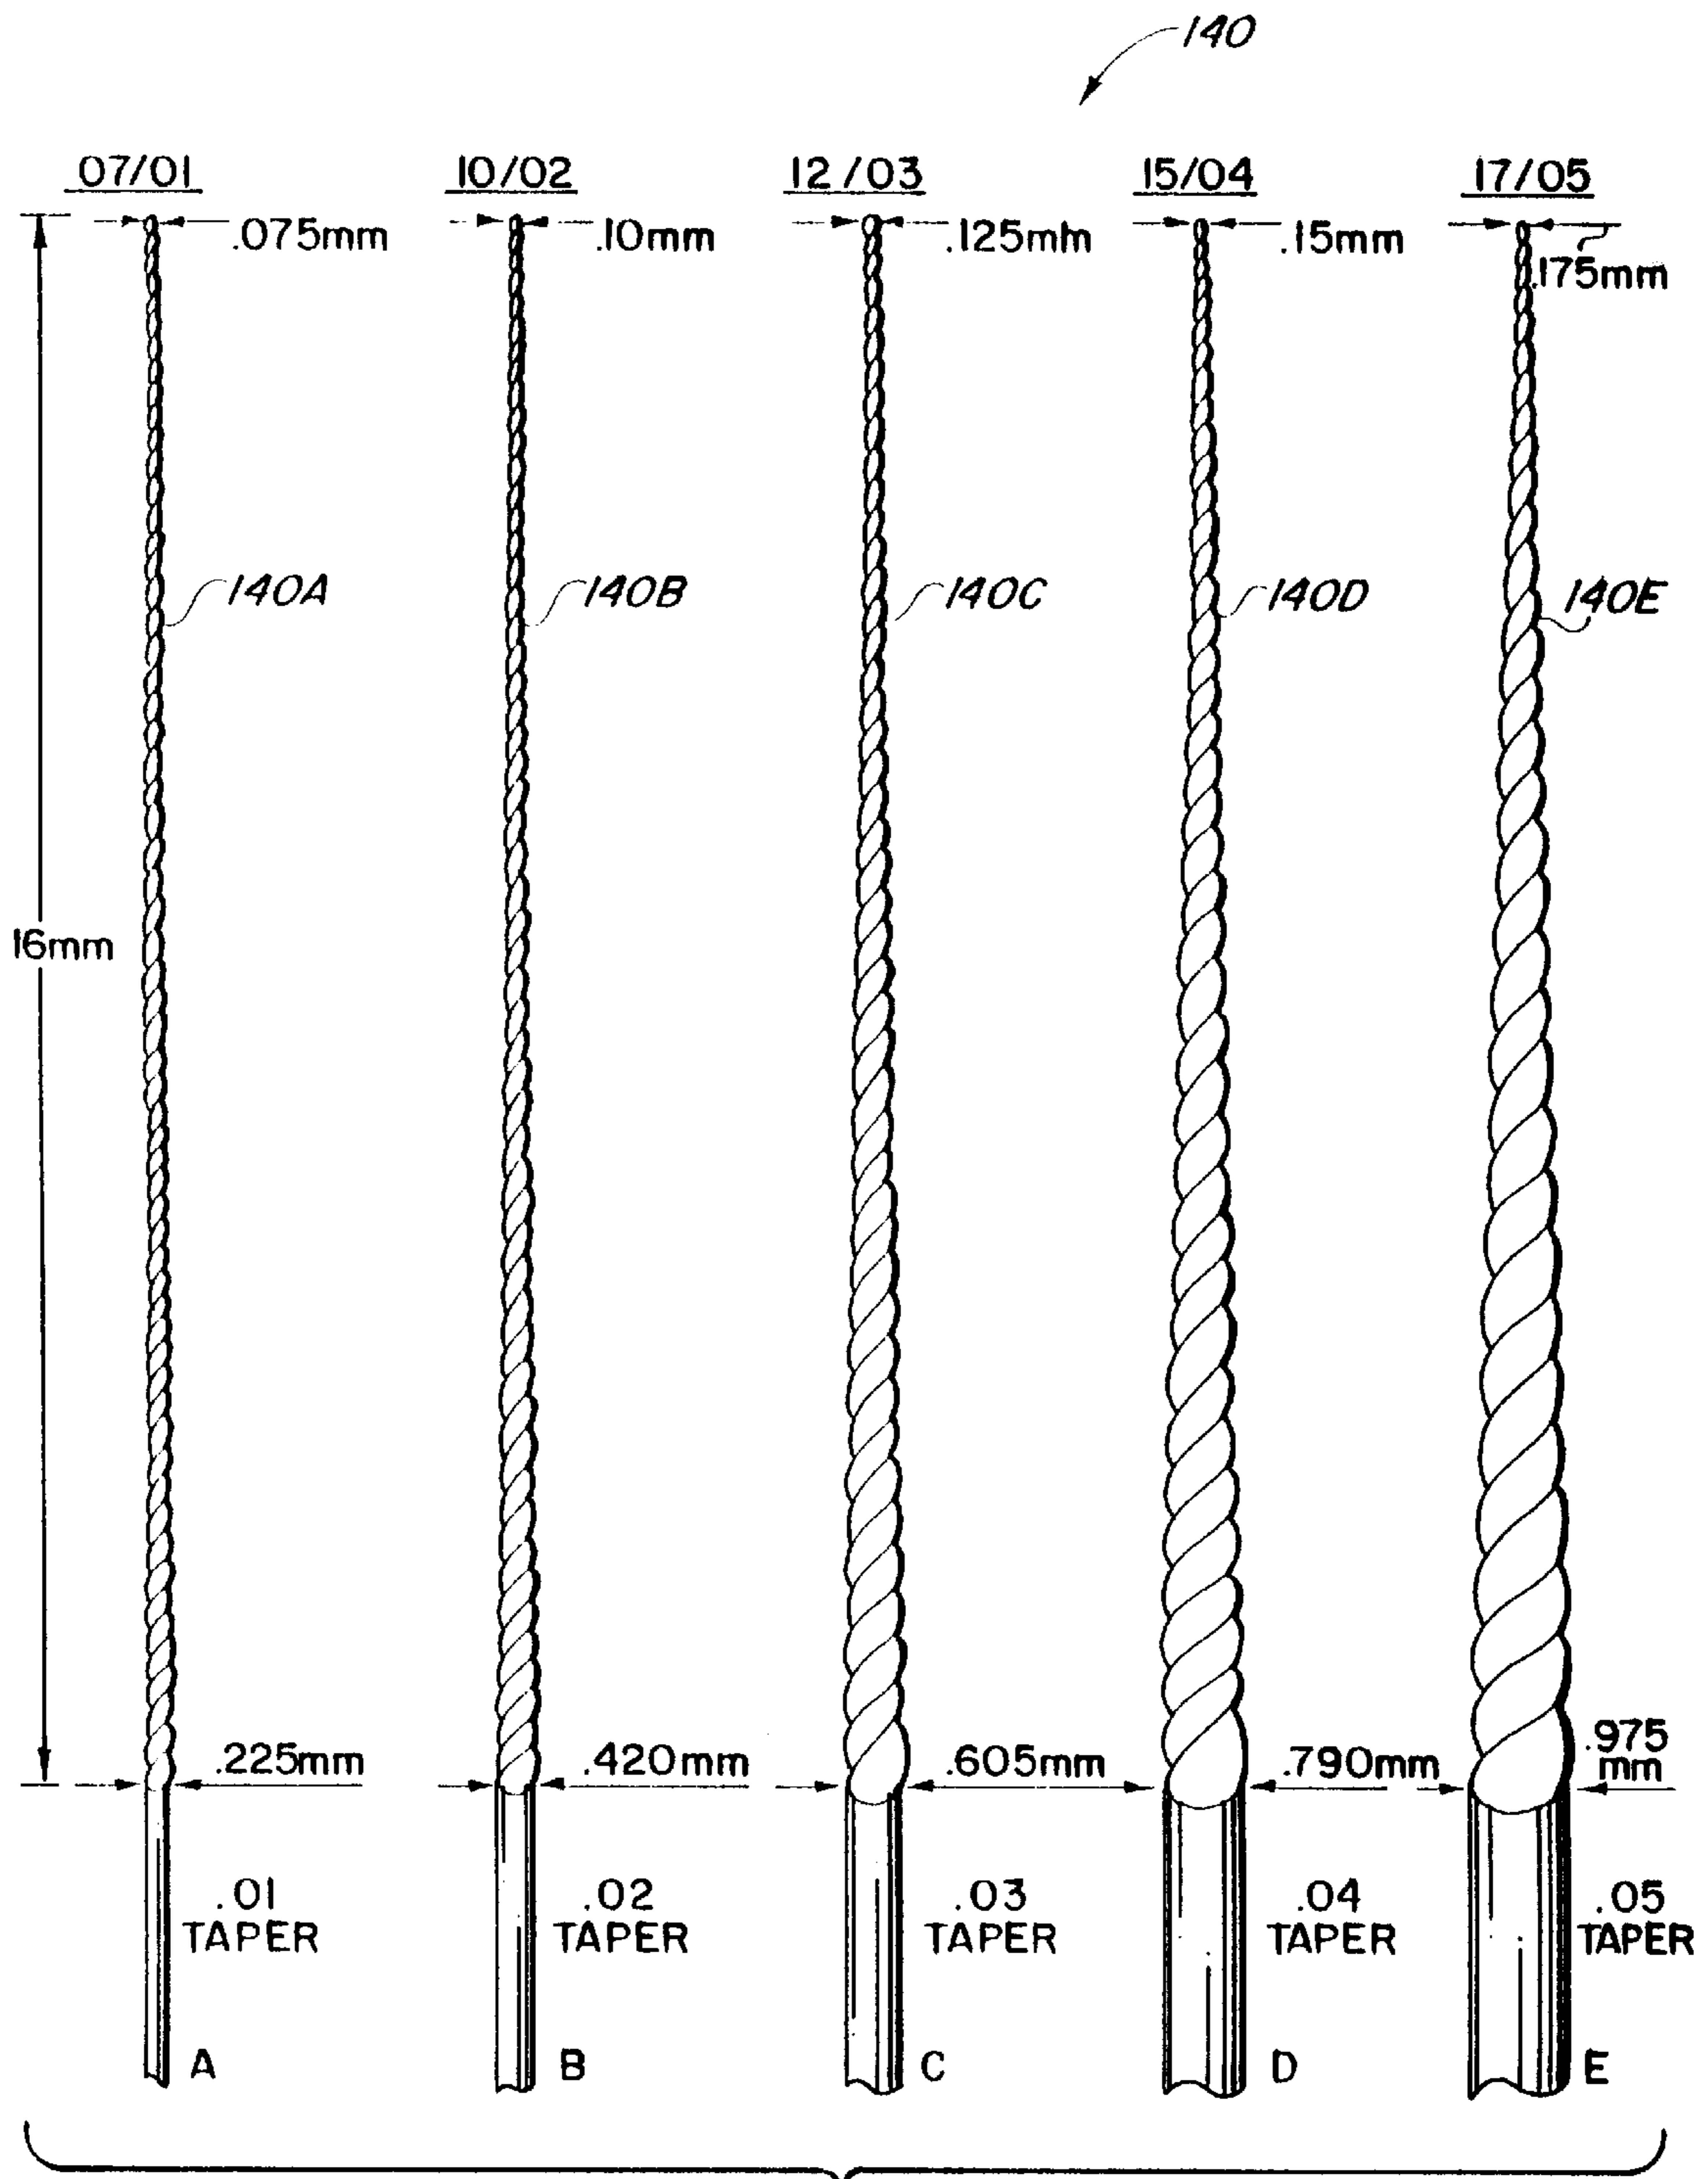 140
07/01
10/02
12/03
15/04
17/05
.075mm
.10mm
.125mm
.15mm
.175mm
140A
140B
140C
140D
140E
16mm
.225mm
.420mm
.605mm
.790mm
.975
mm
.01
TAPER
.02
TAPER
.03
TAPER
.04
TAPER
.05
TAPER
A
B
C
D
E